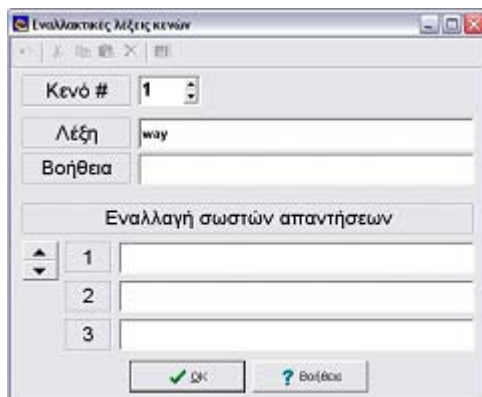 Εναλλακτικές λέξεις κενών
Κενό # 1
Λέξη way
Βοήθεια
Εναλλαγή σωστών απαντήσεων
1
2
3
OK Βοήθεια